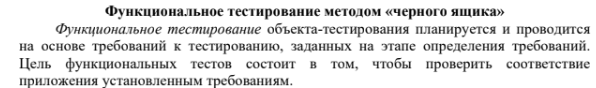 Функциональное тестирование методом «черного ящика»
Функциональное тестирование объекта-тестирования планируется и проводится
на основе требований к тестированию, заданных на этапе определения требований.
Цель функциональных тестов состоит в том, чтобы проверить соответствие
приложения установленным требованиям.